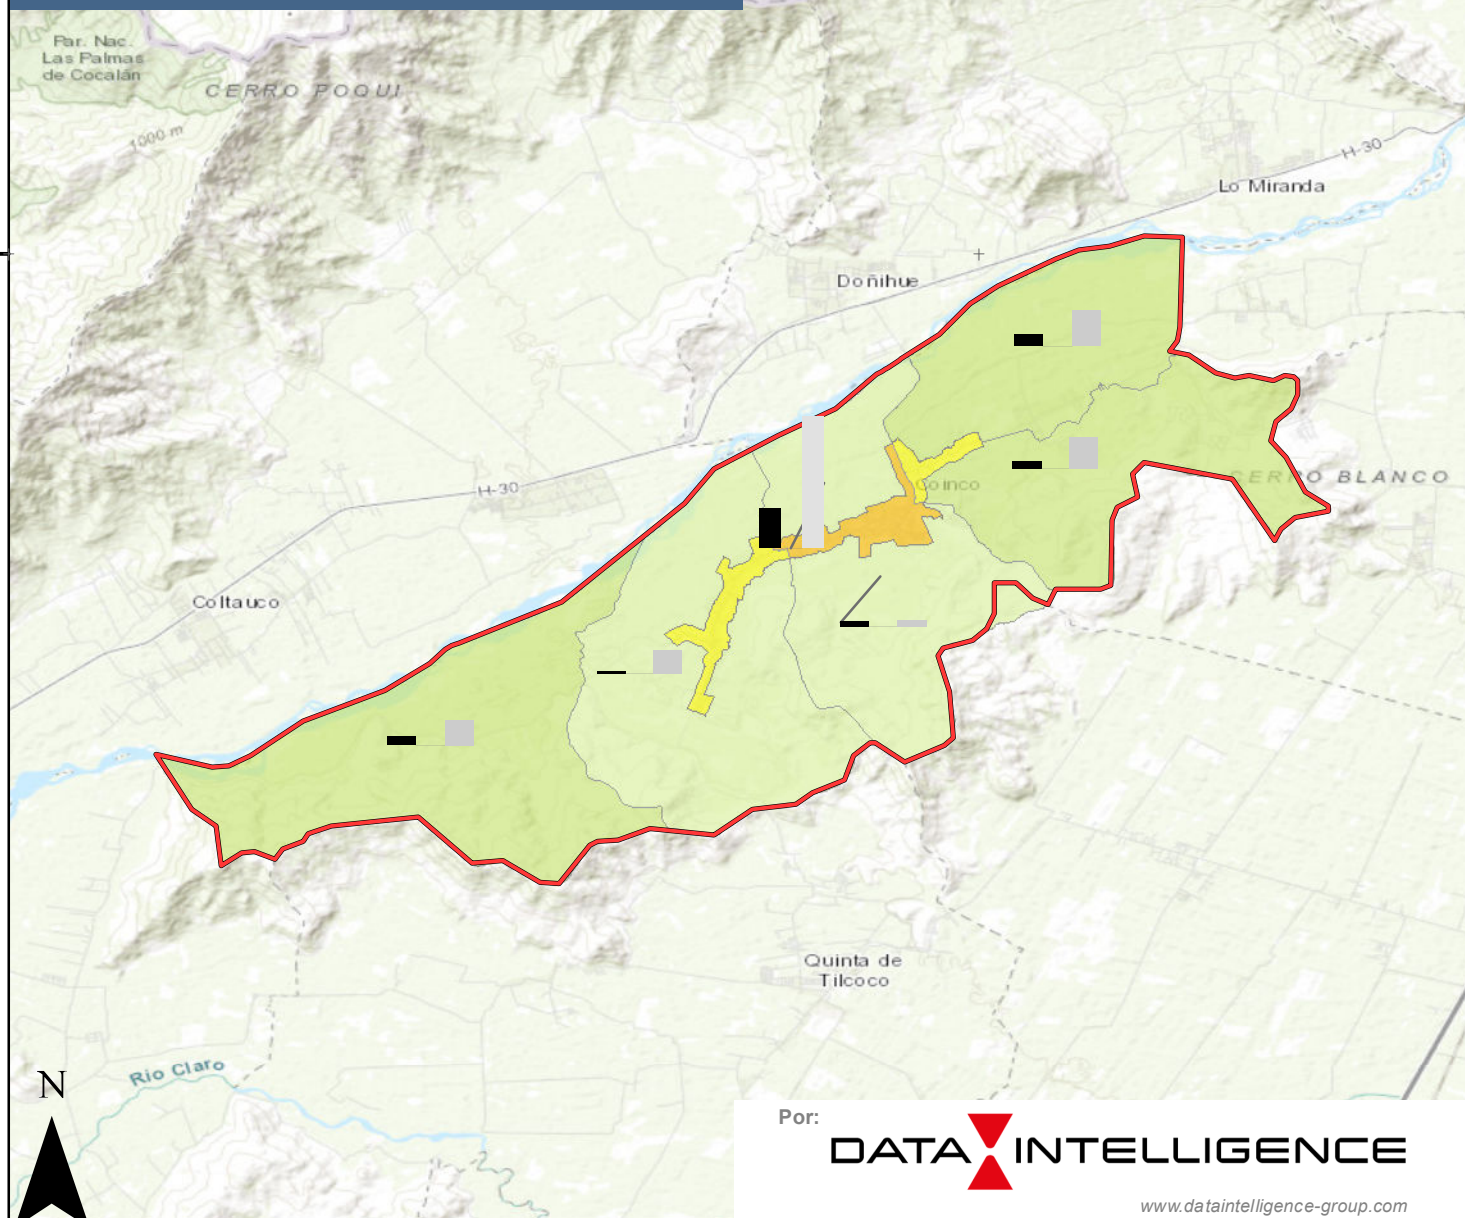 Par. Nac.
Las Palmas
de Cocalán
CERRO POQUI
1000 m
H-30
Lo Miranda
Doñihue
CERRO BLANCO
Coinco
H-30
Coltauco
Quinta de
Tilcoco
Rio Claro
N
Por:
DATA INTELLIGENCE
www.dataintelligence-group.com